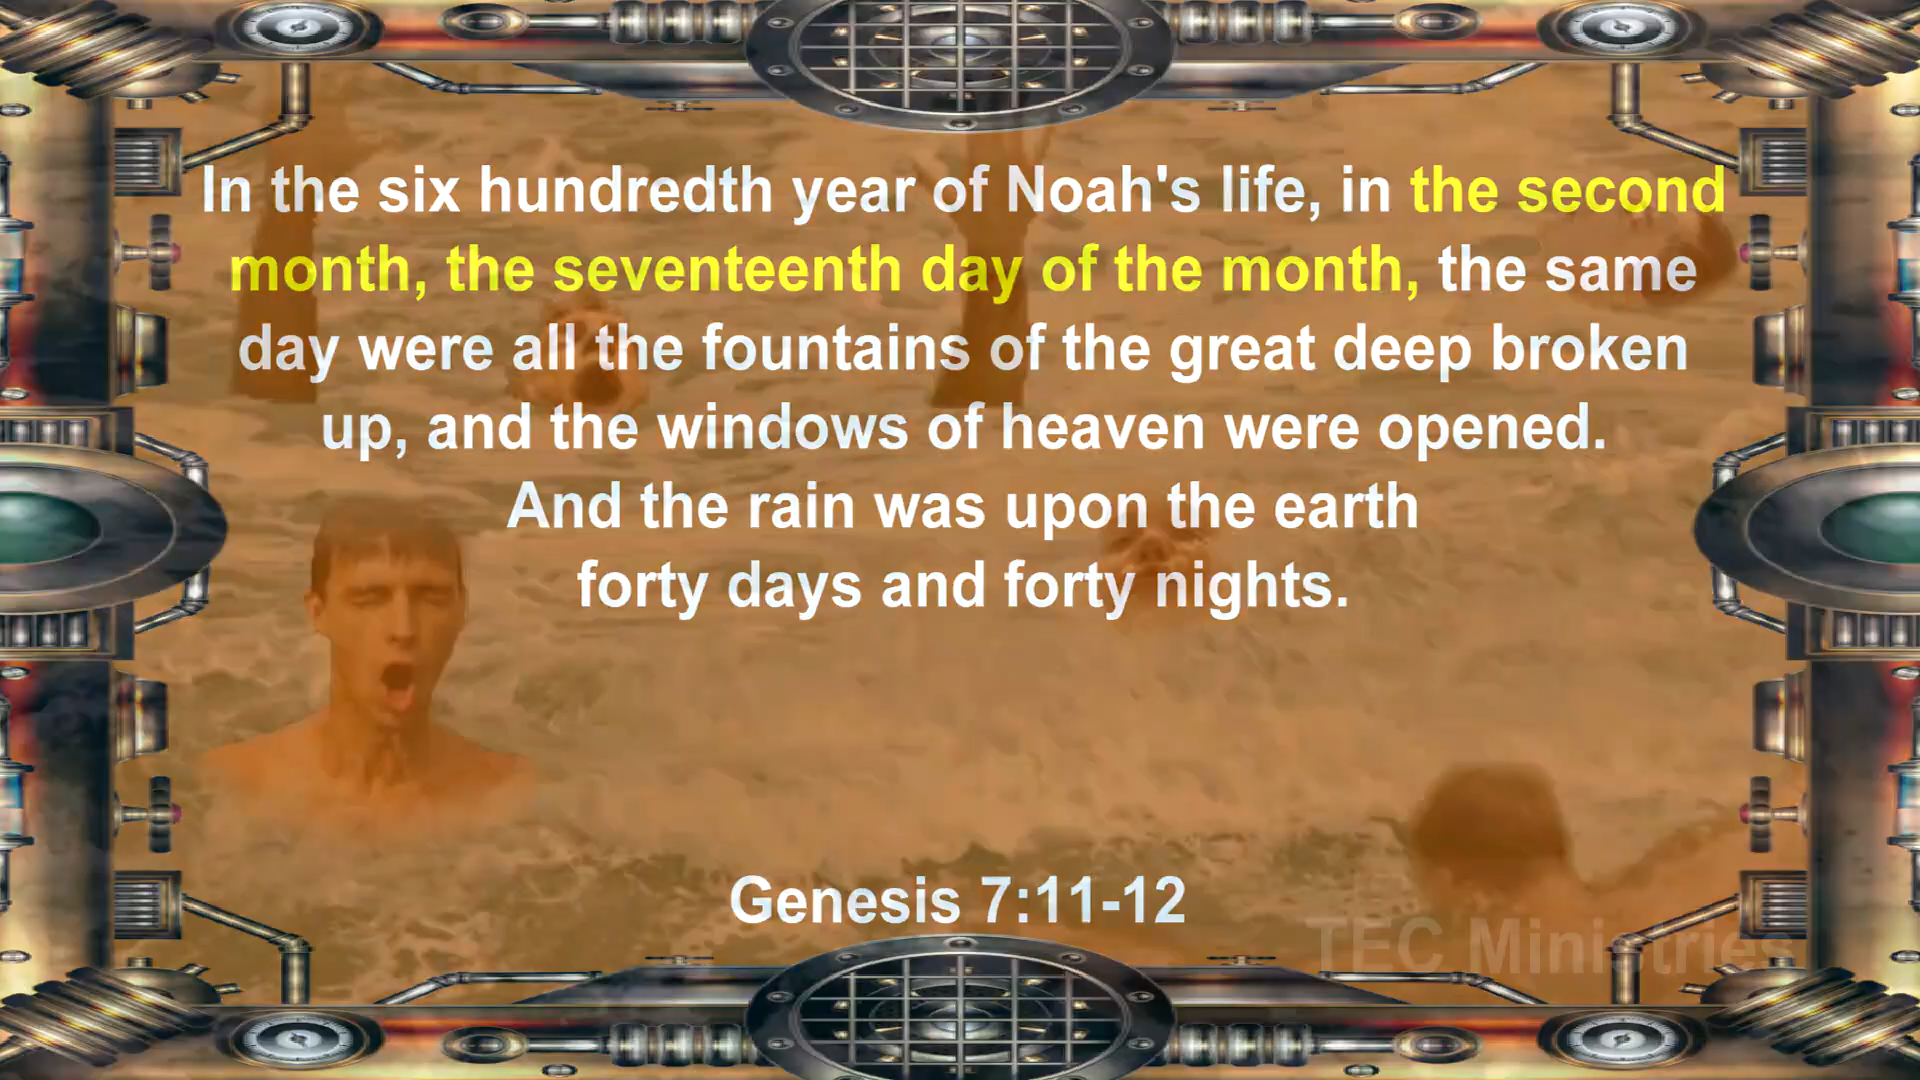 In the six hundredth year of Noah's life, in the second
month, the seventeenth day of the month, the same
day were all the fountains of the great deep broken
up, and the windows of heaven were opened.
And the rain was upon the earth
forty days and forty nights.
Genesis 7:11-12
TEC Ministries